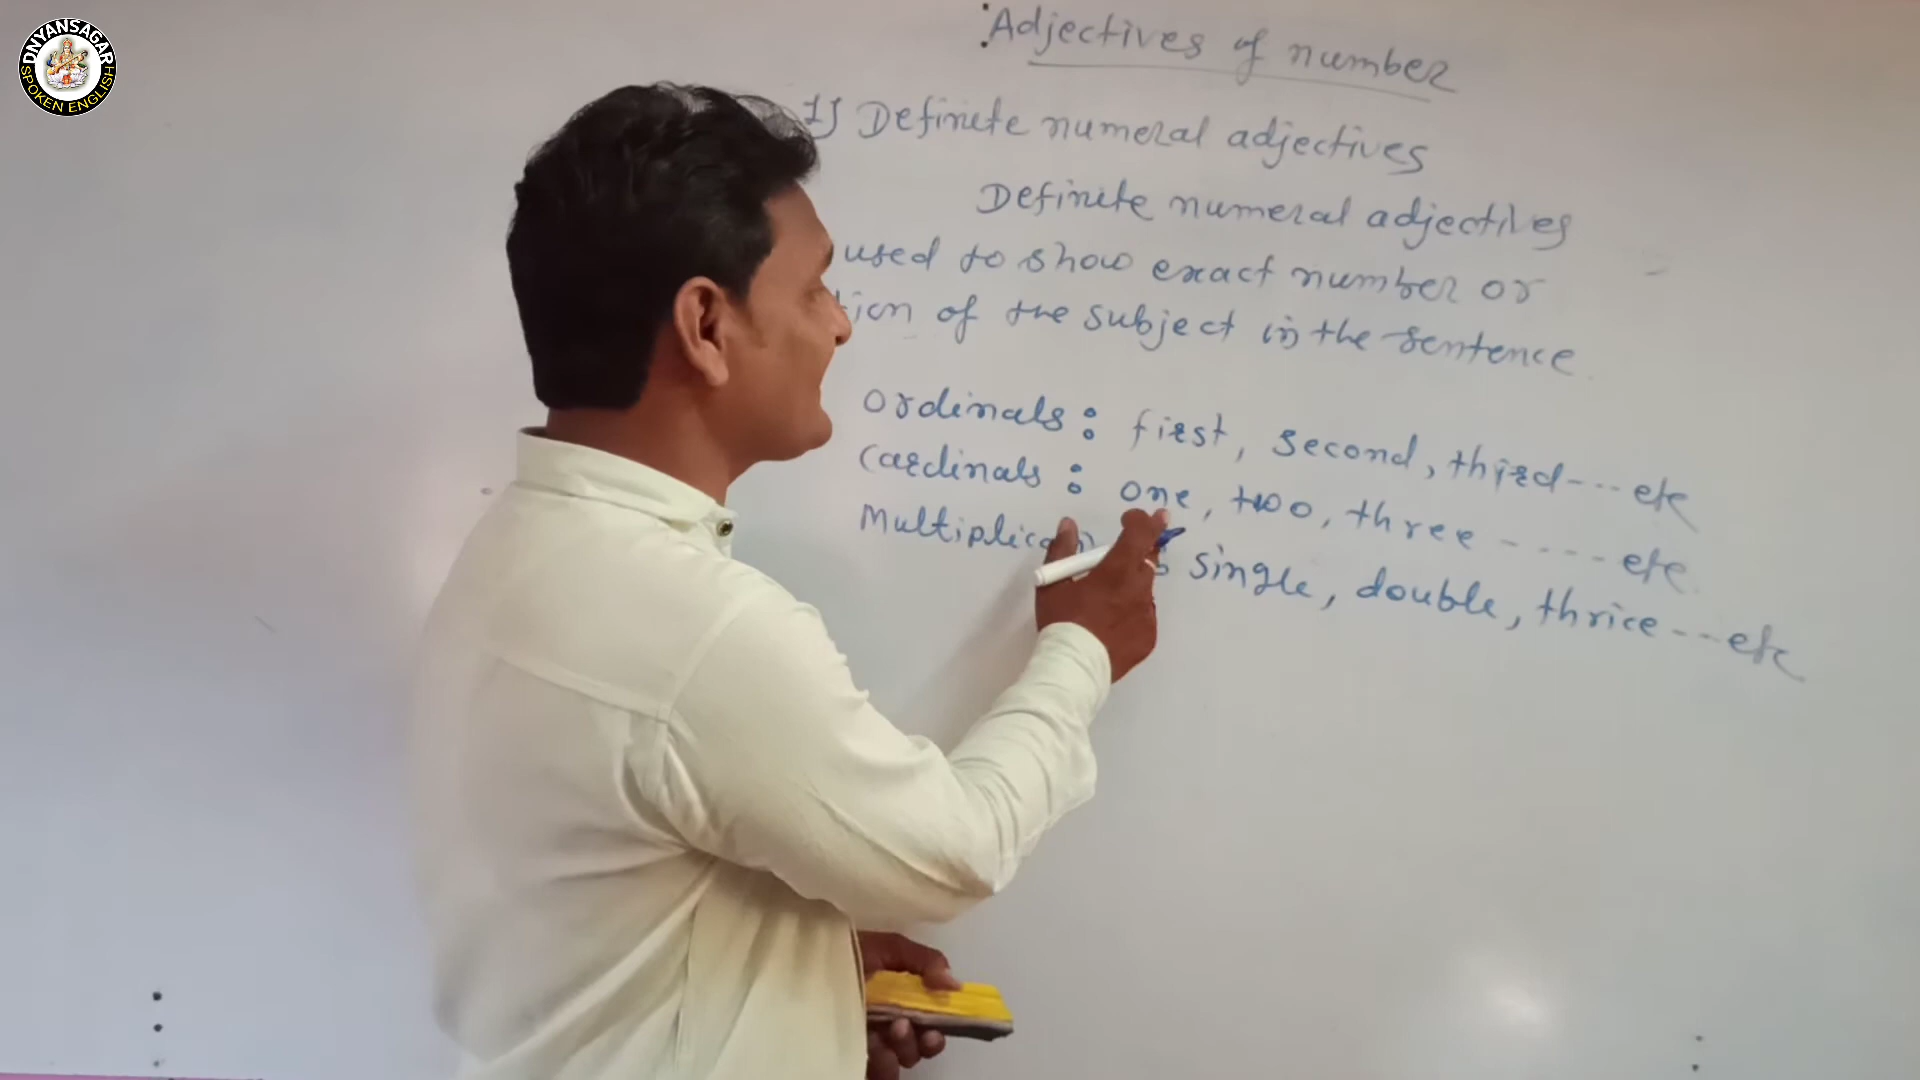 DNYANSAGAR
SPOKEN ENGLISH
Adjectives of number
1) Definite numeral adjectives
Definite numeral adjectives
used to show exact number or
of the subject in the sentence
Ordinals : first, second, third --- etc
Cardinals : one, two, three ----- etc
: single, double, thrice --- etc